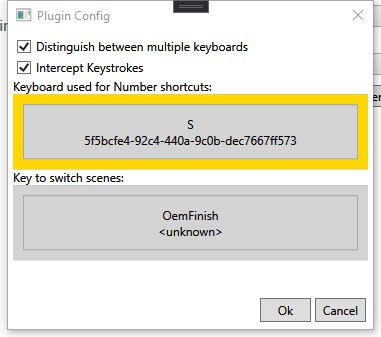 Plugin Config
Distinguish between multiple keyboards
Intercept Keystrokes
Keyboard used for Number shortcuts:
S
5f5bcfe4-92c4-440a-9c0b-dec7667ff573
Key to switch scenes:
OemFinish
<unknown>
Ok
Cancel